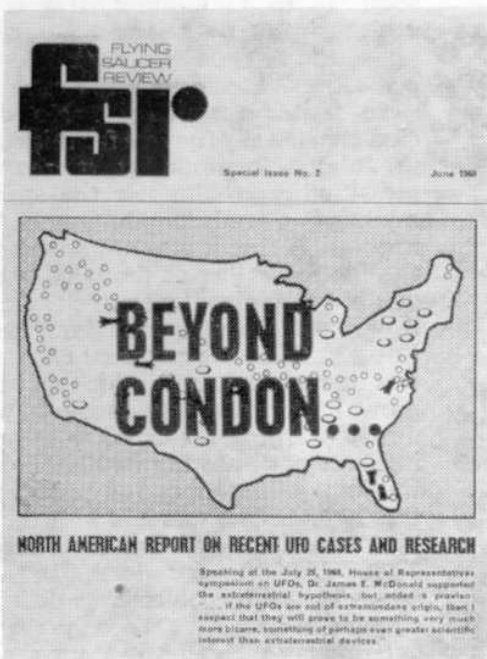 FLYING
SAUCER
REVIEW
fsr
Special Issue No. 2
June 1969
BEYOND
CONDON...
NORTH AMERICAN REPORT ON RECENT UFO CASES AND RESEARCH
Speaking at the July 29, 1968, House of Representatives
symposium on UFOs, Dr. James E. McDonald supported
the extraterrestrial hypothesis, but added a proviso:
". . . if the UFOs are not of extramundane origin, then I
suspect that they will prove to be something very much
more bizarre, something of perhaps even greater scientific
interest than extraterrestrial devices."